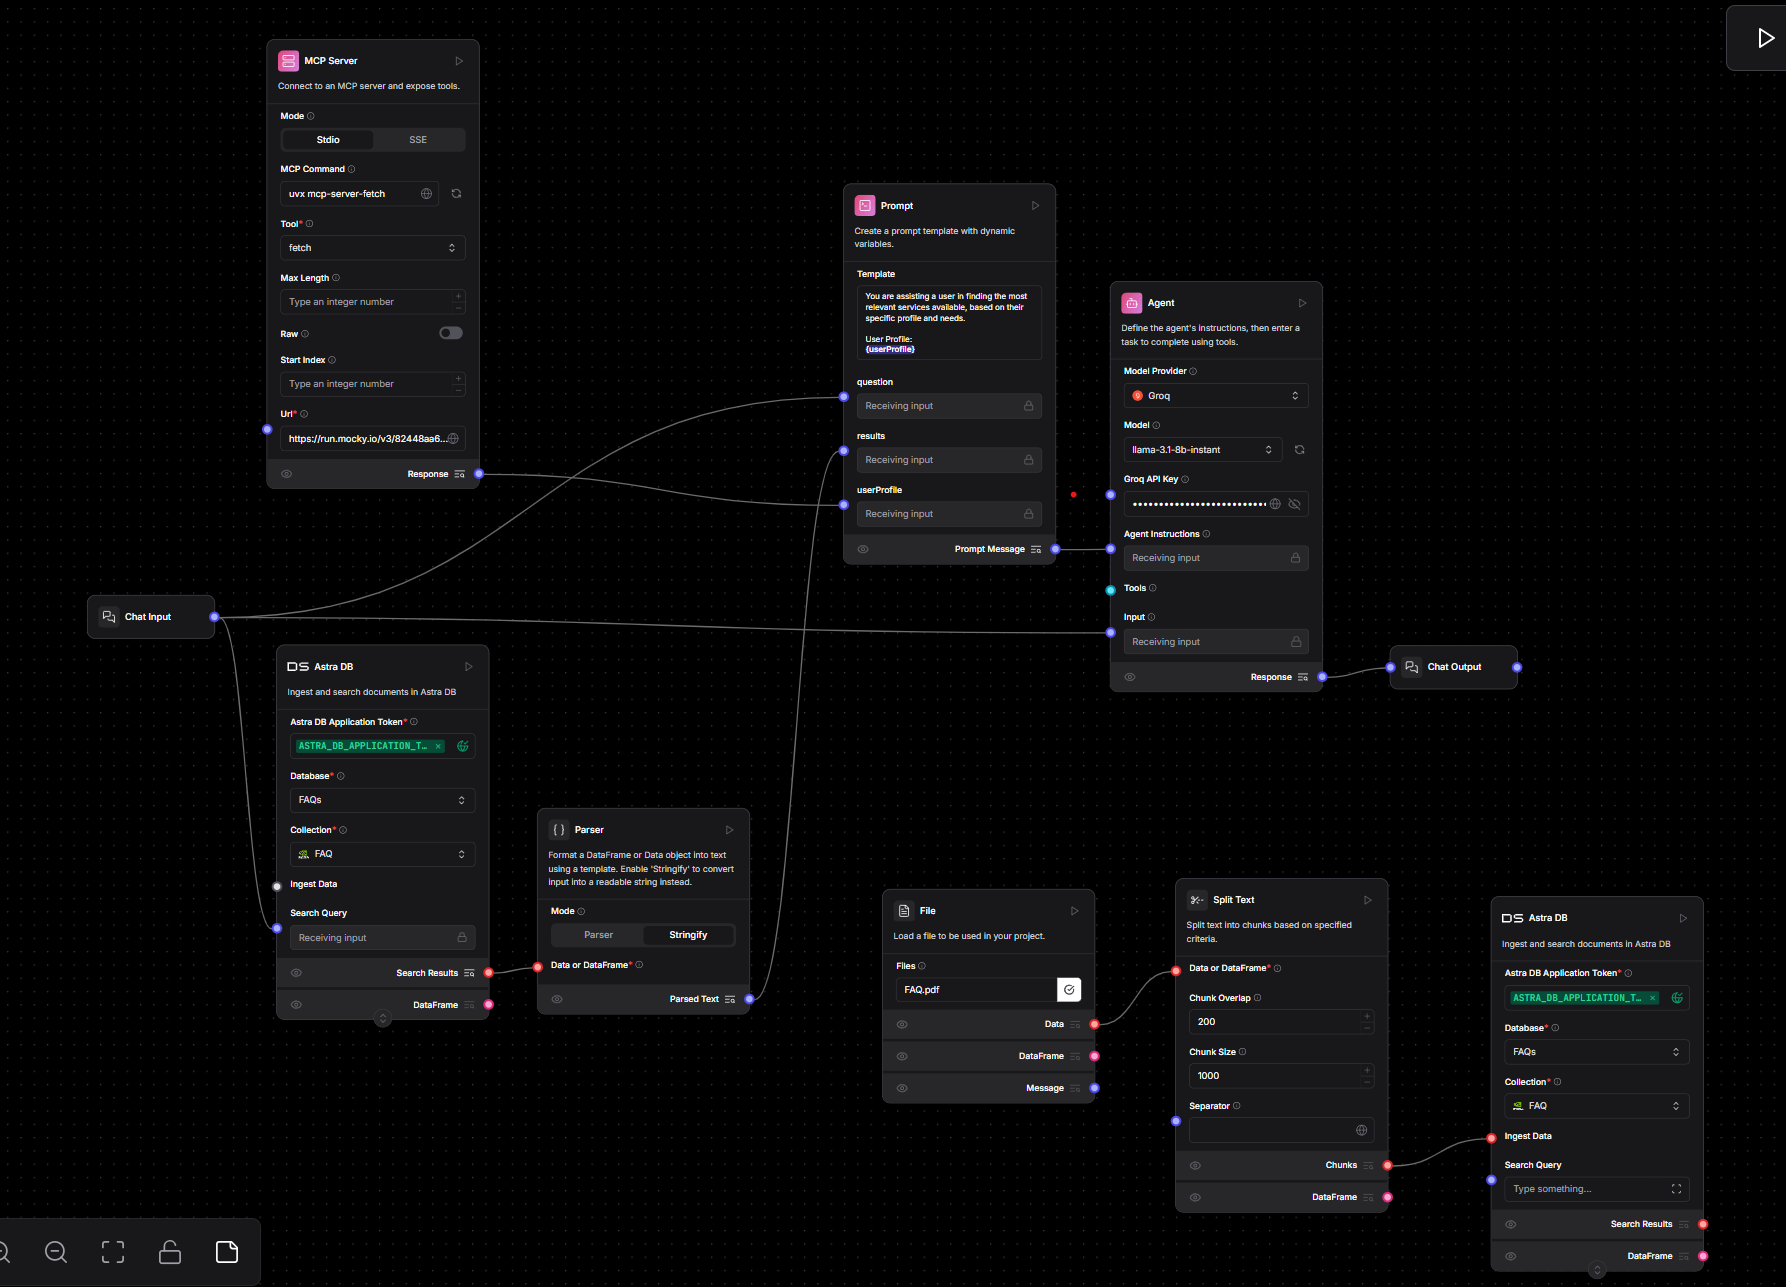 MCP Server
Connect to an MCP server and expose tools.
Mode
Stdio
SSE
MCP Command
uvx mcp-server-fetch
Tool*
fetch
Max Length
Type an integer number
Raw
Start Index
Type an integer number
Url*
https://run.mocky.io/v3/82448aa6...
Response
Prompt
Create a prompt template with dynamic
variables.
Template
You are assisting a user in finding the most
relevant services available, based on their
specific profile and needs.
User Profile:
{userProfile}
question
Receiving input
results
Receiving input
userProfile
Receiving input
Prompt Message
Agent
Define the agent's instructions, then enter a
task to complete using tools.
Model Provider
Groq
Model
llama-3.1-8b-instant
Groq API Key
Agent Instructions
Receiving input
Tools
Input
Receiving input
Response
Chat Output
Chat Input
DS Astra DB
Ingest and search documents in Astra DB
Astra DB Application Token*
ASTRA_DB_APPLICATION_T... ×
Database*
FAQs
Collection*
FAQ
Ingest Data
Search Query
Receiving input
Search Results
DataFrame
Parser
Format a DataFrame or Data object into text
using a template. Enable 'Stringify' to convert
input into a readable string instead.
Mode
Parser
Stringify
Data or DataFrame*
Parsed Text
File
Load a file to be used in your project.
Files
FAQ.pdf
Data
DataFrame
Message
Split Text
Split text into chunks based on specified
criteria.
Data or DataFrame*
Chunk Overlap
200
Chunk Size
1000
Separator
Chunks
DataFrame
DS Astra DB
Ingest and search documents in Astra DB
Astra DB Application Token*
ASTRA_DB_APPLICATION_T... ×
Database*
FAQs
Collection*
FAQ
Ingest Data
Search Query
Type something...
Search Results
DataFrame